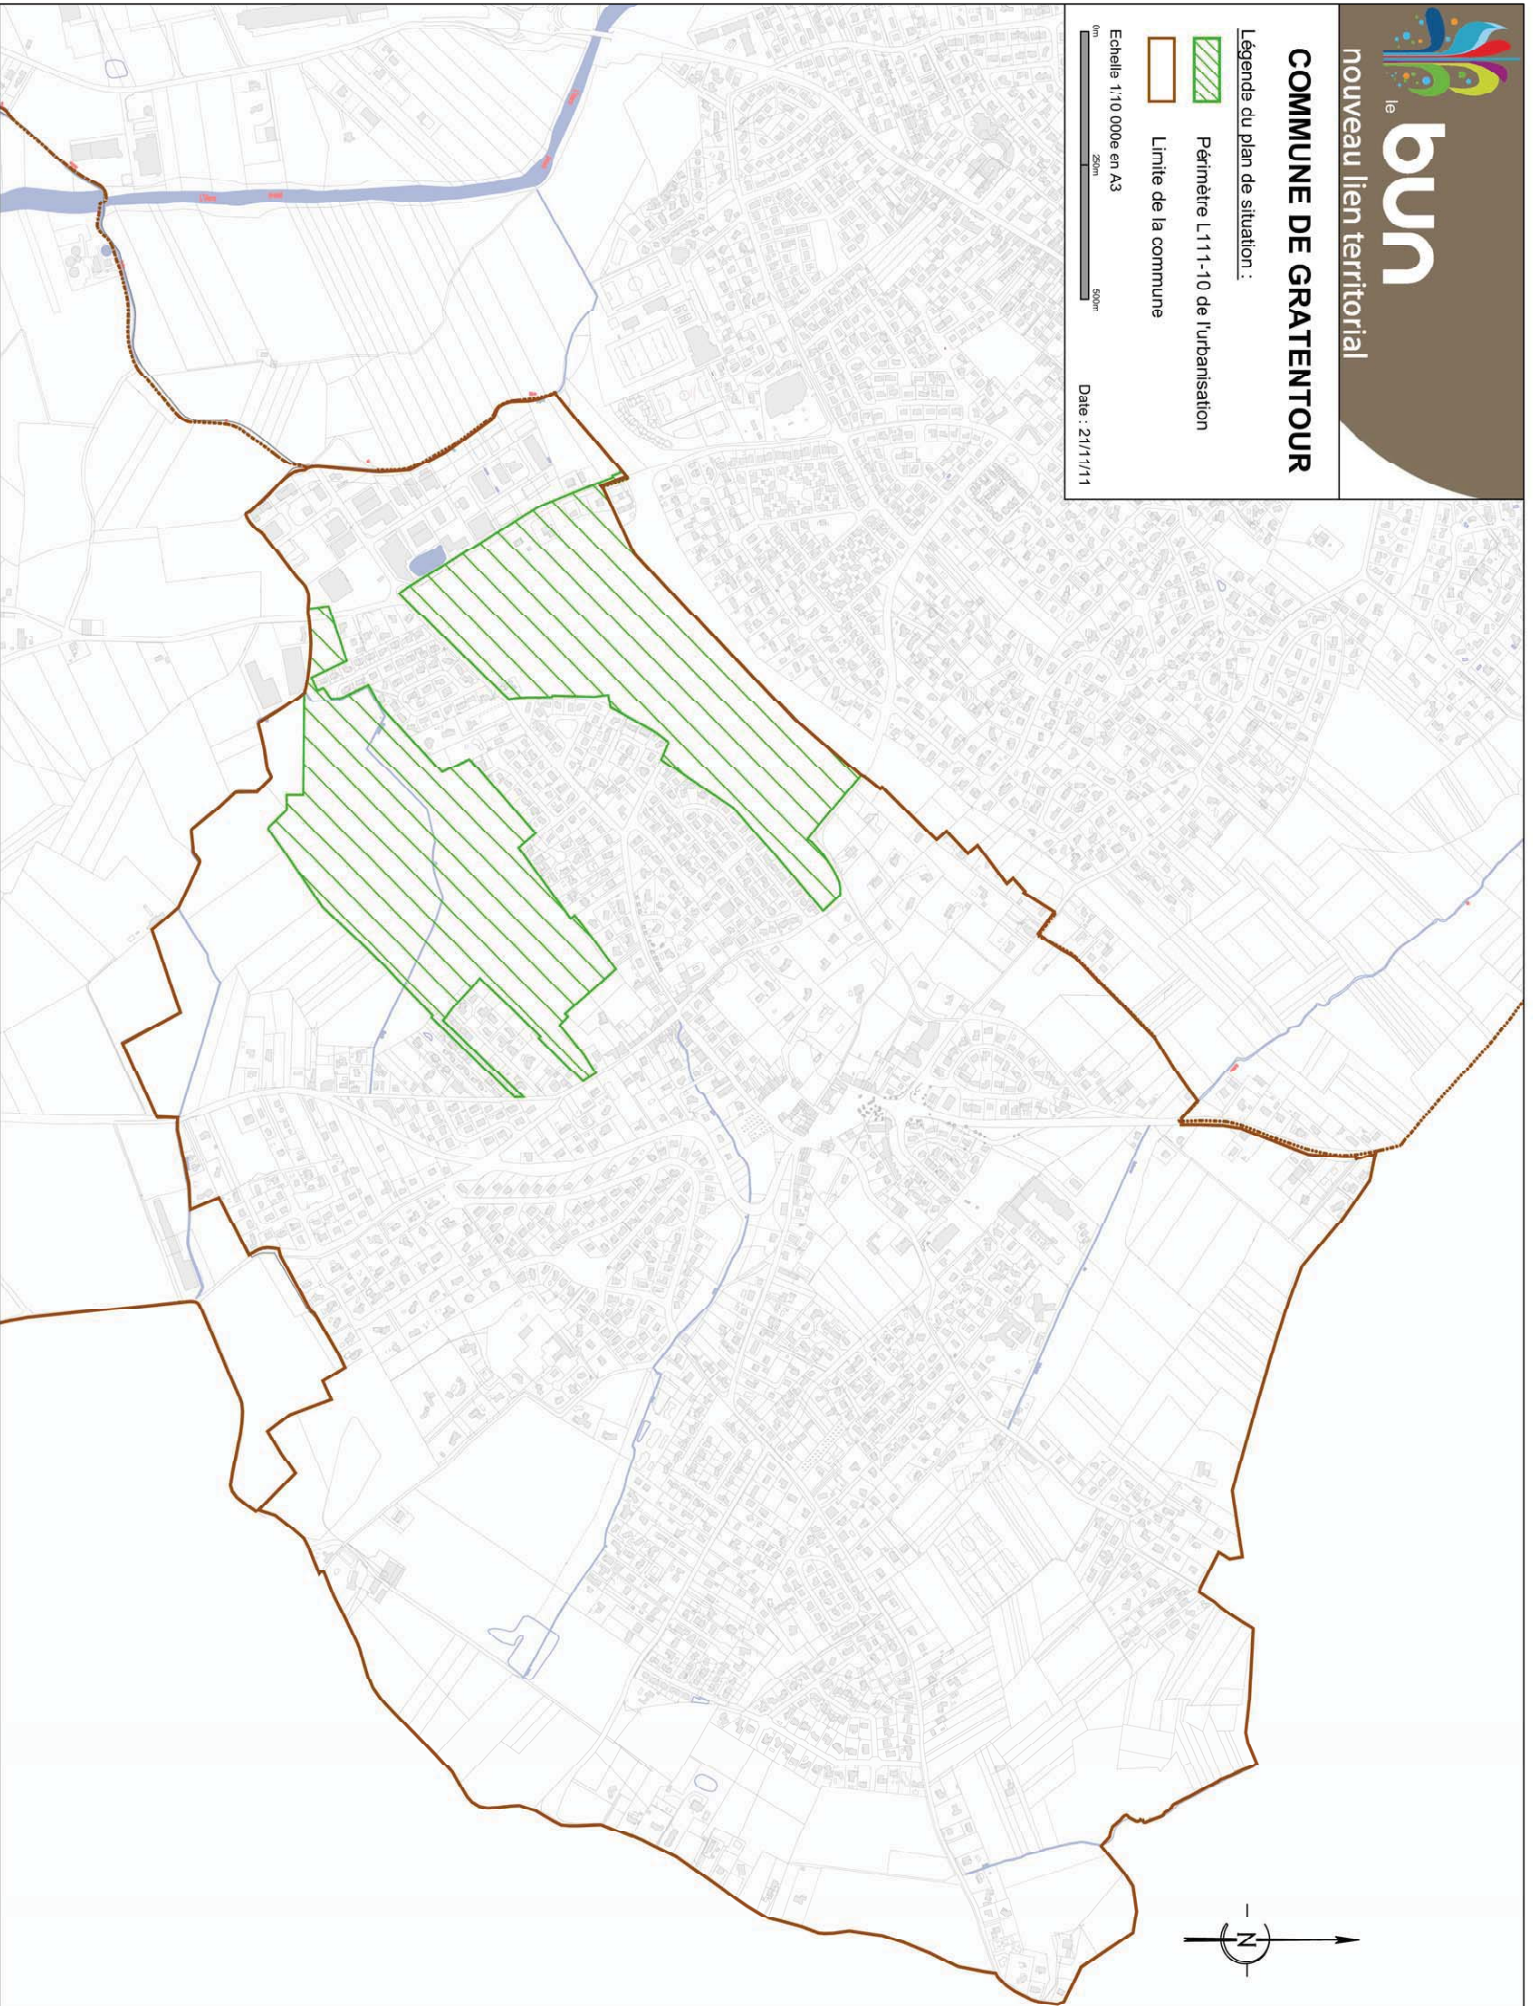 le
bun
nouveau lien territorial
COMMUNE DE GRATENTOUR
Légende du plan de situation :
Périmètre L111-10 de l'urbanisation
Limite de la commune
Echelle 1'10 000e en A3
0m 250m 500m
Date : 21/11/11
N